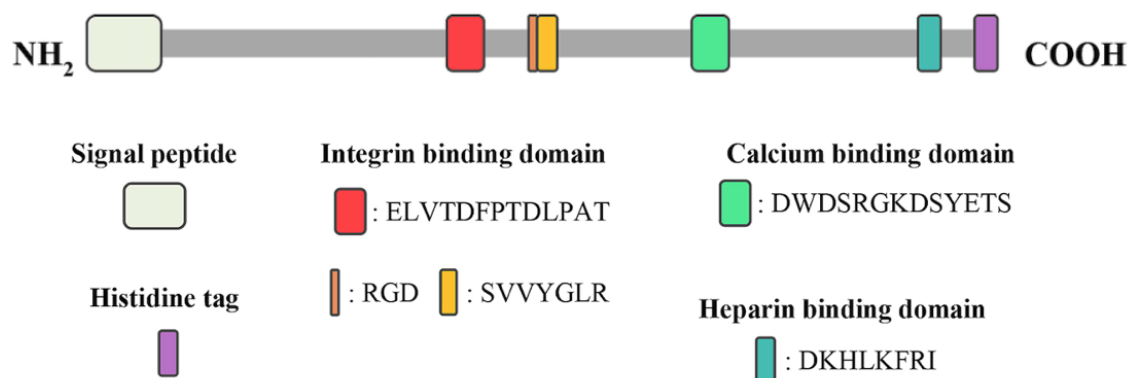 NH₂ COOH
Signal peptide Integrin binding domain Calcium binding domain
: ELVTDFPTDLPAT : DWDSRGKDSYETS
Histidine tag : RGD : SVVYGLR Heparin binding domain
: DKHLKFRI